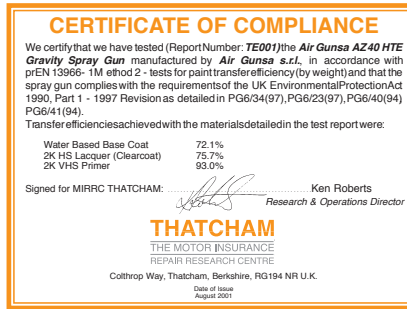 CERTIFICATE OF COMPLIANCE
We certify that we have tested (Report Number: TE001) the Air Gunsa AZ40 HTE
Gravity Spray Gun manufactured by Air Gunsa s.r.l., in accordance with
prEN 13966- 1M ethod 2 - tests for paint transfer efficiency (by weight) and that the
spray gun complies with the requirements of the UK Environmental Protection Act
1990, Part 1 - 1997 Revision as detailed in PG6/34(97), PG6/23(97), PG6/40(94)
PG6/41(94).
Transfer efficiencies achieved with the materials detailed in the test report were:
Water Based Base Coat 72.1%
2K HS Lacquer (Clearcoat) 75.7%
2K VHS Primer 93.0%
Signed for MIRRC THATCHAM: Ken Roberts
Research & Operations Director
THATCHAM
THE MOTOR INSURANCE
REPAIR RESEARCH CENTRE
Colthrop Way, Thatcham, Berkshire, RG194 NR U.K.
Date of Issue
August 2001